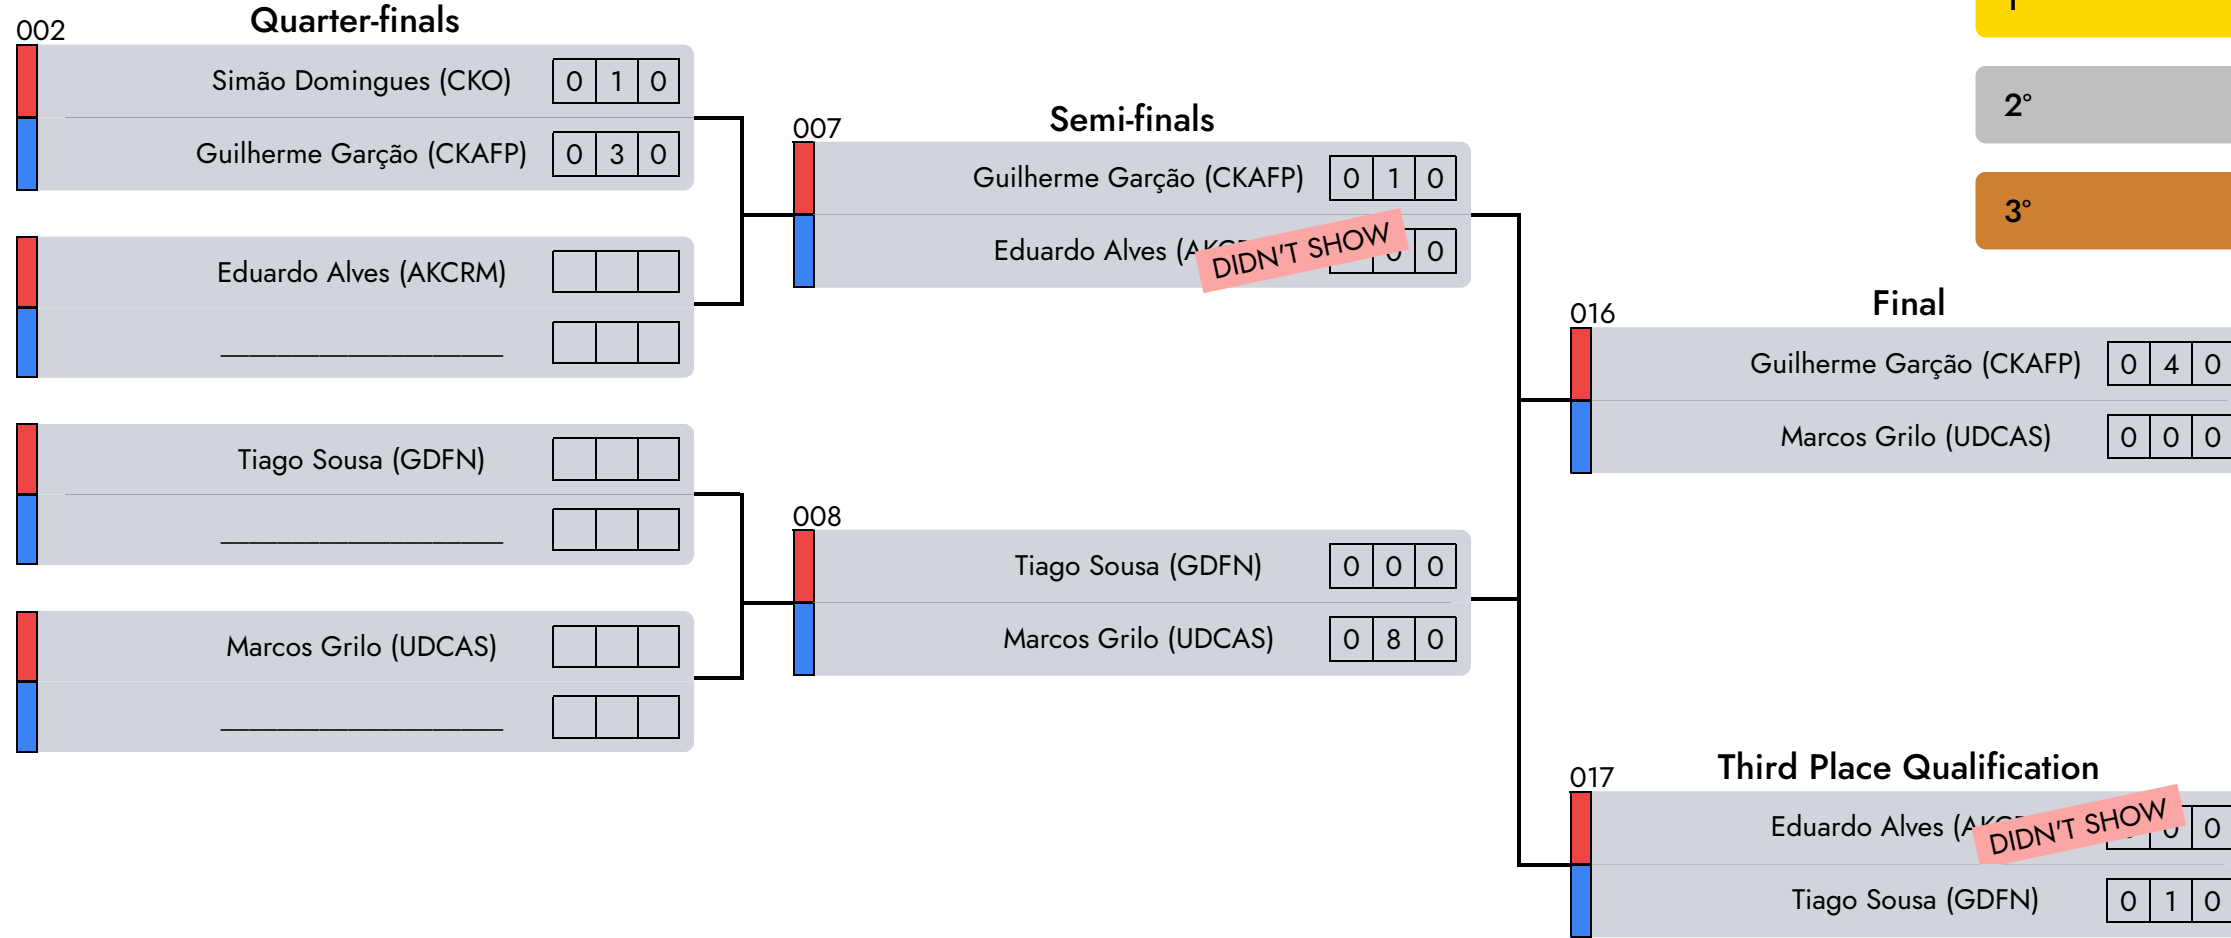 Quarter-finals
002
Simão Domingues (CKO) 0 1 0
Guilherme Garção (CKAFP) 0 3 0
Eduardo Alves (AKCRM)
____________________
Tiago Sousa (GDFN)
____________________
Marcos Grilo (UDCAS)
____________________
Semi-finals
007
Guilherme Garção (CKAFP) 0 1 0
Eduardo Alves 0
DIDN'T SHOW
008
Tiago Sousa (GDFN) 0 0 0
Marcos Grilo (UDCAS) 0 8 0
2°
3°
Final
016
Guilherme Garção (CKAFP) 0 4 0
Marcos Grilo (UDCAS) 0 0 0
Third Place Qualification
017
Eduardo Alves 0
DIDN'T SHOW
Tiago Sousa (GDFN) 0 1 0